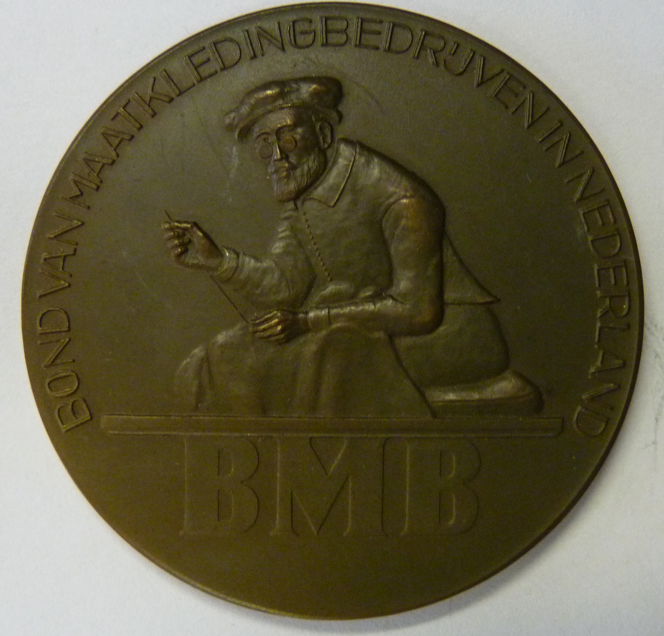 BOND VAN MAATKLEDINGBEDRIJVEN IN NEDERLAND
BMB